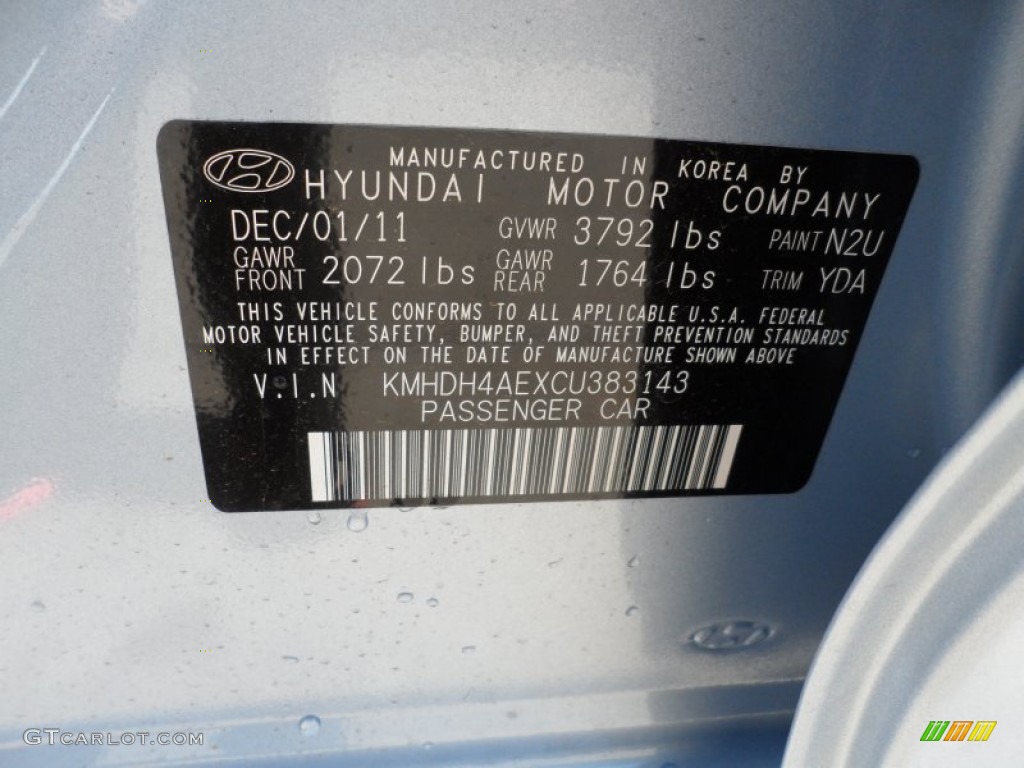 MANUFACTURED IN KOREA BY
HYUNDAI MOTOR COMPANY
DEC/01/11 GVWR 3792 lbs PAINT N2U
GAWR FRONT 2072 lbs GAWR REAR 1764 lbs TRIM YDA
THIS VEHICLE CONFORMS TO ALL APPLICABLE U.S.A. FEDERAL
MOTOR VEHICLE SAFETY, BUMPER, AND THEFT PREVENTION STANDARDS
IN EFFECT ON THE DATE OF MANUFACTURE SHOWN ABOVE
V.I.N KMHDH4AEXCU383143
PASSENGER CAR
GTCARLOT.COM